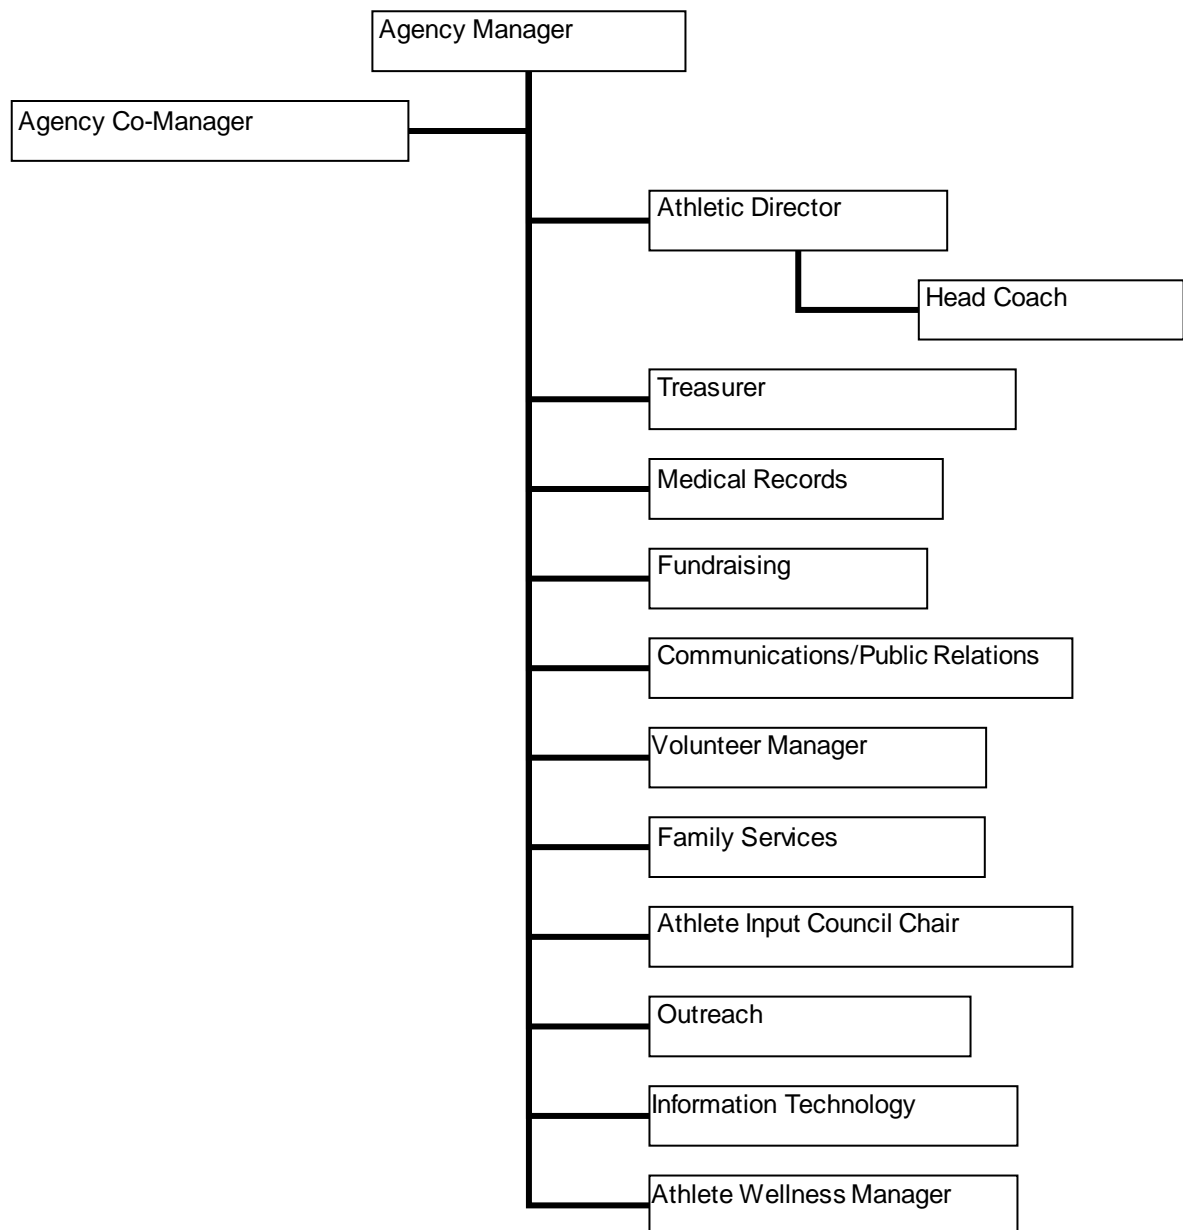 Agency Manager
Agency Co-Manager
Athletic Director
Head Coach
Treasurer
Medical Records
Fundraising
Communications/Public Relations
Volunteer Manager
Family Services
Athlete Input Council Chair
Outreach
Information Technology
Athlete Wellness Manager